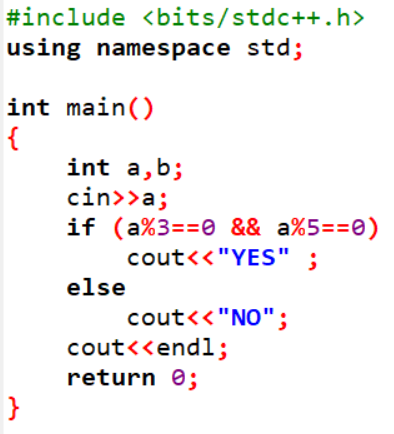 #include <bits/stdc++.h>
using namespace std;

int main()
{
    int a,b;
    cin>>a;
    if (a%3==0 && a%5==0)
        cout<<"YES" ;
    else
        cout<<"NO";
    cout<<endl;
    return 0;
}